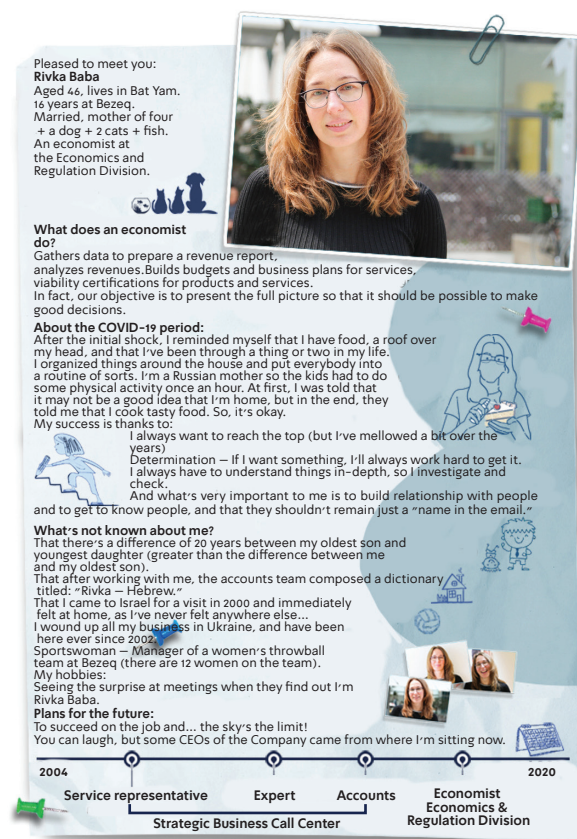 Pleased to meet you:
Rivka Baba
Aged 46, lives in Bat Yam.
16 years at Bezeq.
Married, mother of four
+ a dog + 2 cats + fish.
An economist at
the Economics and
Regulation Division.
What does an economist
do?
Gathers data to prepare a revenue report,
analyzes revenues.Builds budgets and business plans for services,
viability certifications for products and services.
In fact, our objective is to present the full picture so that it should be possible to make
good decisions.
About the COVID-19 period:
After the initial shock, I reminded myself that I have food, a roof over
my head, and that I've been through a thing or two in my life.
I organized things around the house and put everybody into
a routine of sorts. I'm a Russian mother so the kids had to do
some physical activity once an hour. At first, I was told that
it may not be a good idea that I'm home, but in the end, they
told me that I cook tasty food. So, it's okay.
My success is thanks to:
I always want to reach the top (but I've mellowed a bit over the
years)
Determination – If I want something, I'll always work hard to get it.
I always have to understand things in-depth, so I investigate and
check.
And what's very important to me is to build relationship with people
and to get to know people, and that they shouldn't remain just a "name in the email."
What's not known about me?
That there's a difference of 20 years between my oldest son and
youngest daughter (greater than the difference between me
and my oldest son).
That after working with me, the accounts team composed a dictionary
titled: "Rivka – Hebrew."
That I came to Israel for a visit in 2000 and immediately
felt at home, as I've never felt anywhere else...
I wound up all my business in Ukraine, and have been
here ever since 2002.
Sportswoman – Manager of a women's throwball
team at Bezeq (there are 12 women on the team).
My hobbies:
Seeing the surprise at meetings when they find out I'm
Rivka Baba.
Plans for the future:
To succeed on the job and... the sky's the limit!
You can laugh, but some CEOs of the Company came from where I'm sitting now.
2004
2020
Service representative
Expert
Accounts
Economist
Economics &
Regulation Division
Strategic Business Call Center